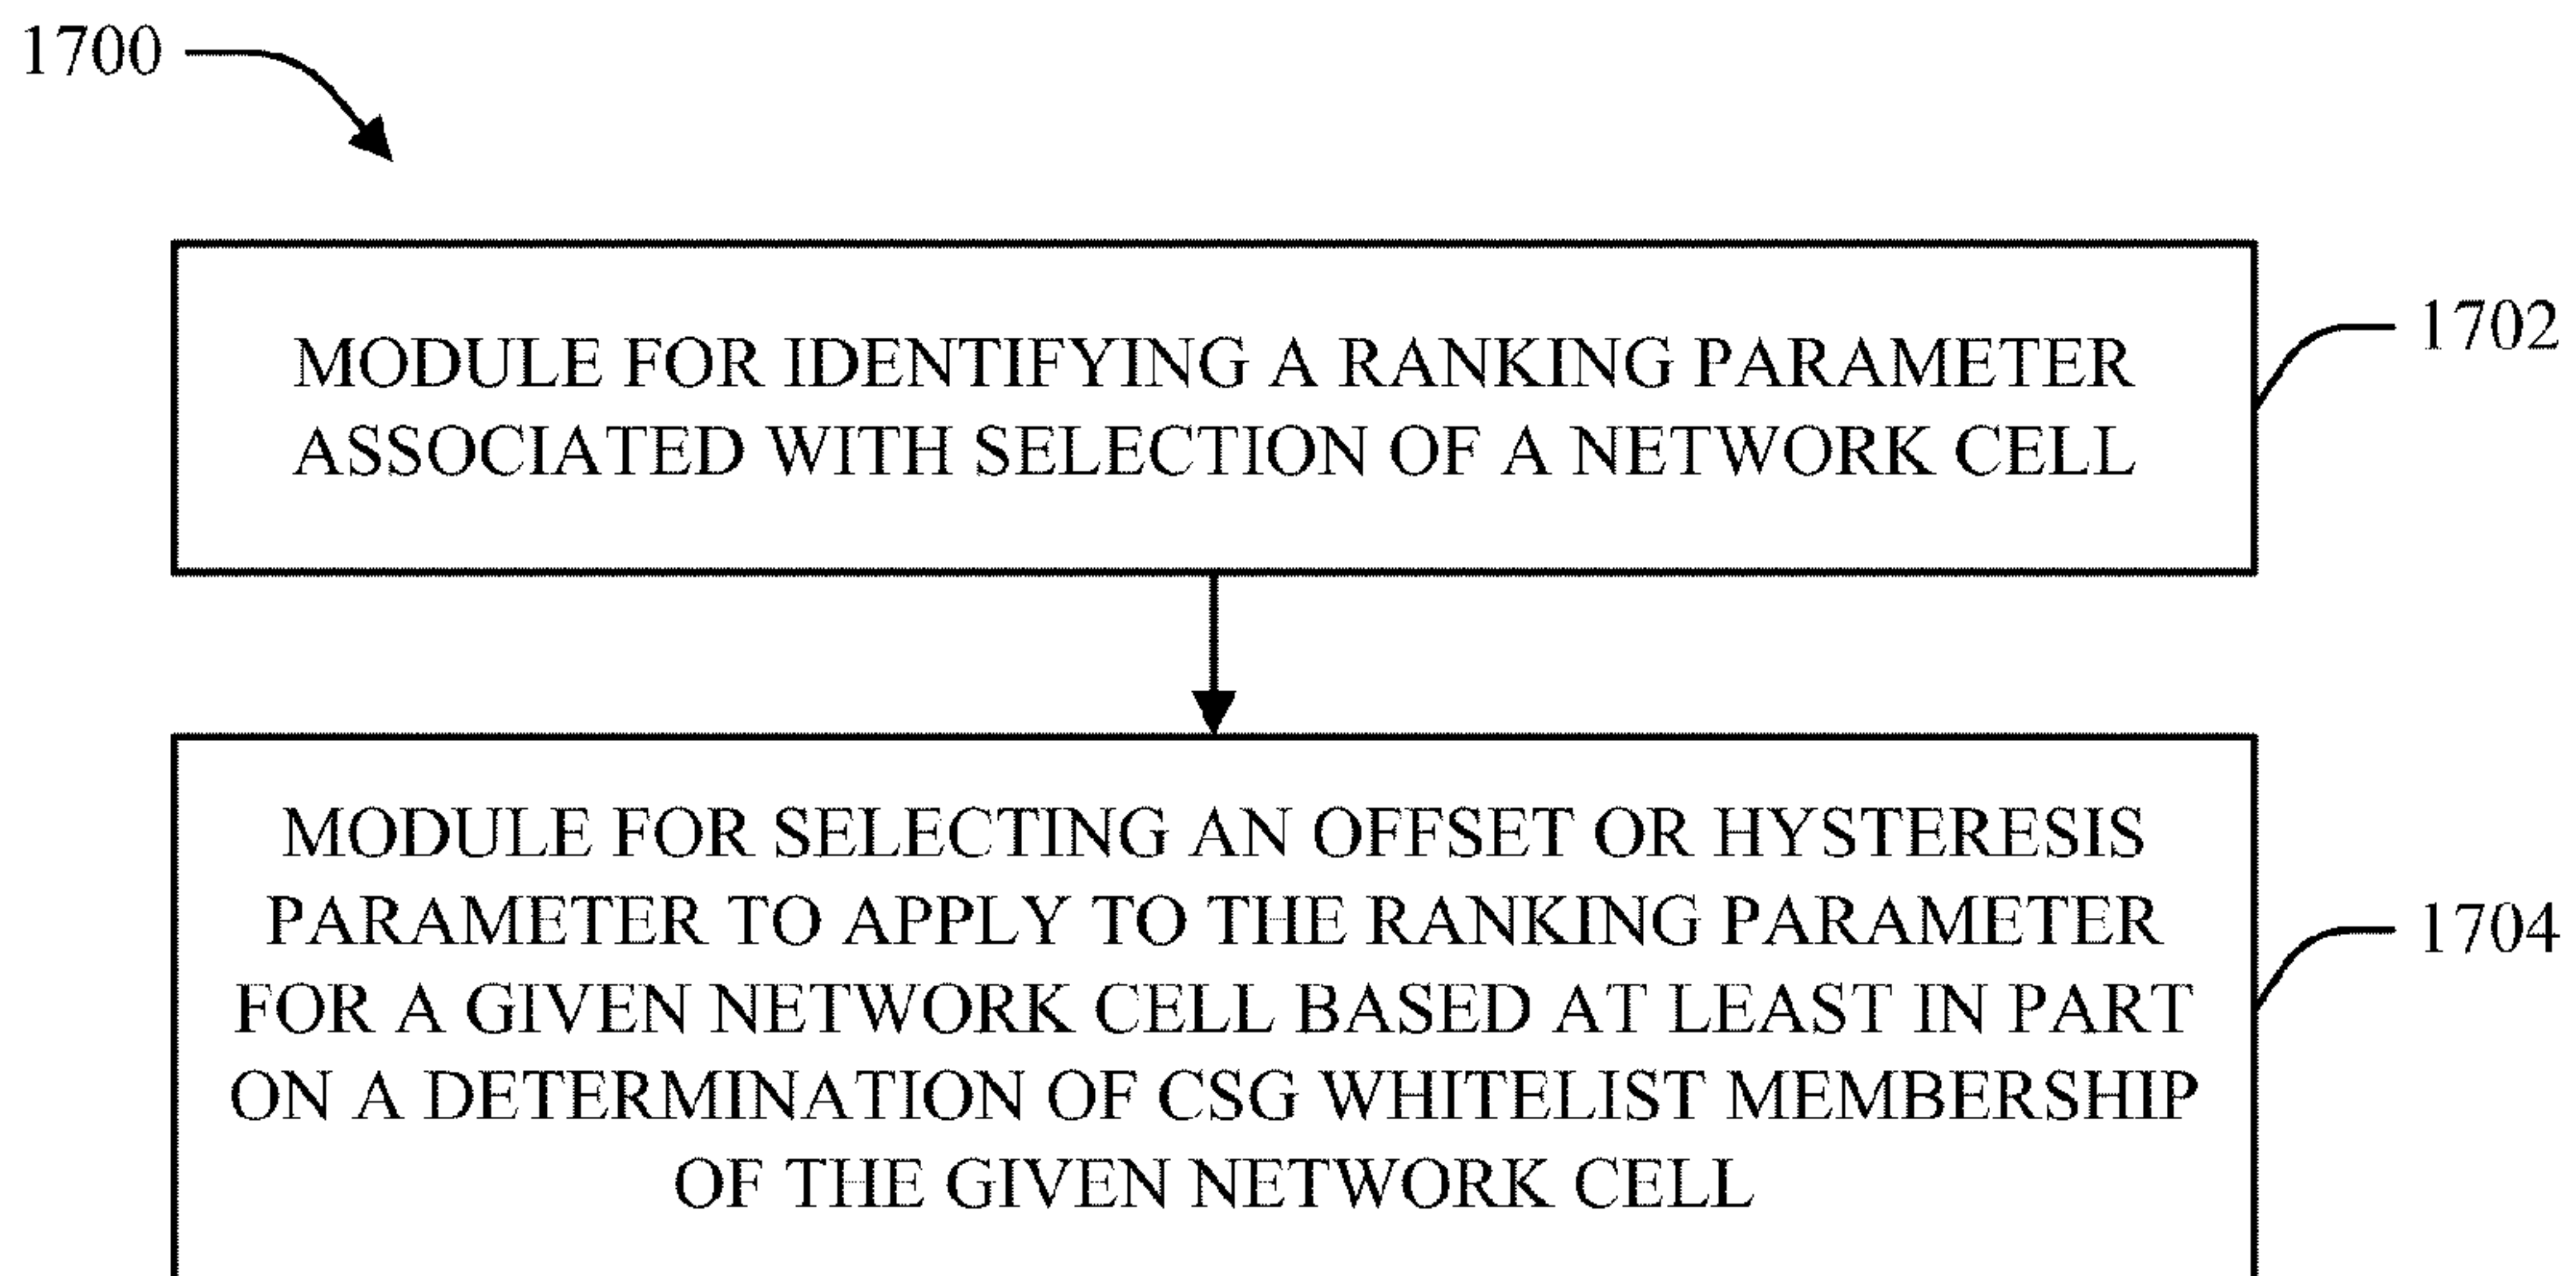 1700
MODULE FOR IDENTIFYING A RANKING PARAMETER
ASSOCIATED WITH SELECTION OF A NETWORK CELL
1702
MODULE FOR SELECTING AN OFFSET OR HYSTERESIS
PARAMETER TO APPLY TO THE RANKING PARAMETER
FOR A GIVEN NETWORK CELL BASED AT LEAST IN PART
ON A DETERMINATION OF CSG WHITELIST MEMBERSHIP
OF THE GIVEN NETWORK CELL
1704